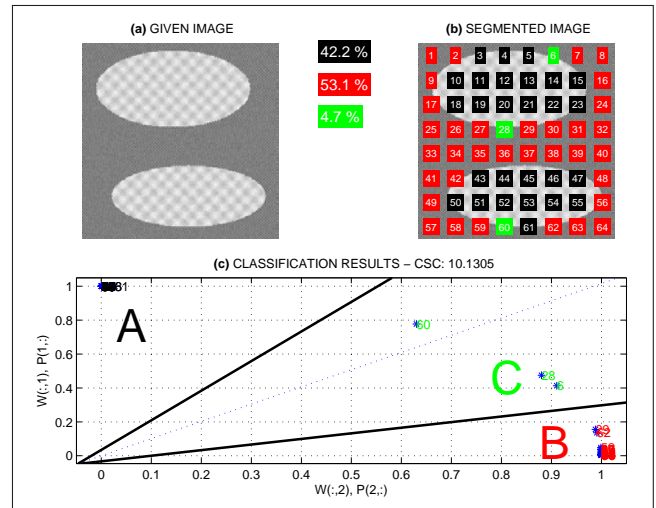 (a) GIVEN IMAGE
42.2 %
53.1 %
4.7 %
(b) SEGMENTED IMAGE
1 2 3 4 5 6 7 8
9 10 11 12 13 14 15 16
17 18 19 20 21 22 23 24
25 26 27 28 29 30 31 32
33 34 35 36 37 38 39 40
41 42 43 44 45 46 47 48
49 50 51 52 53 54 55 56
57 58 59 60 61 62 63 64
(c) CLASSIFICATION RESULTS – CSC: 10.1305
W(:,1), P(1,:)
1
0.8
0.6
0.4
0.2
0
A
60
C
28
6
B
0 0.1 0.2 0.3 0.4 0.5 0.6 0.7 0.8 0.9 1
W(:,2), P(2,:)